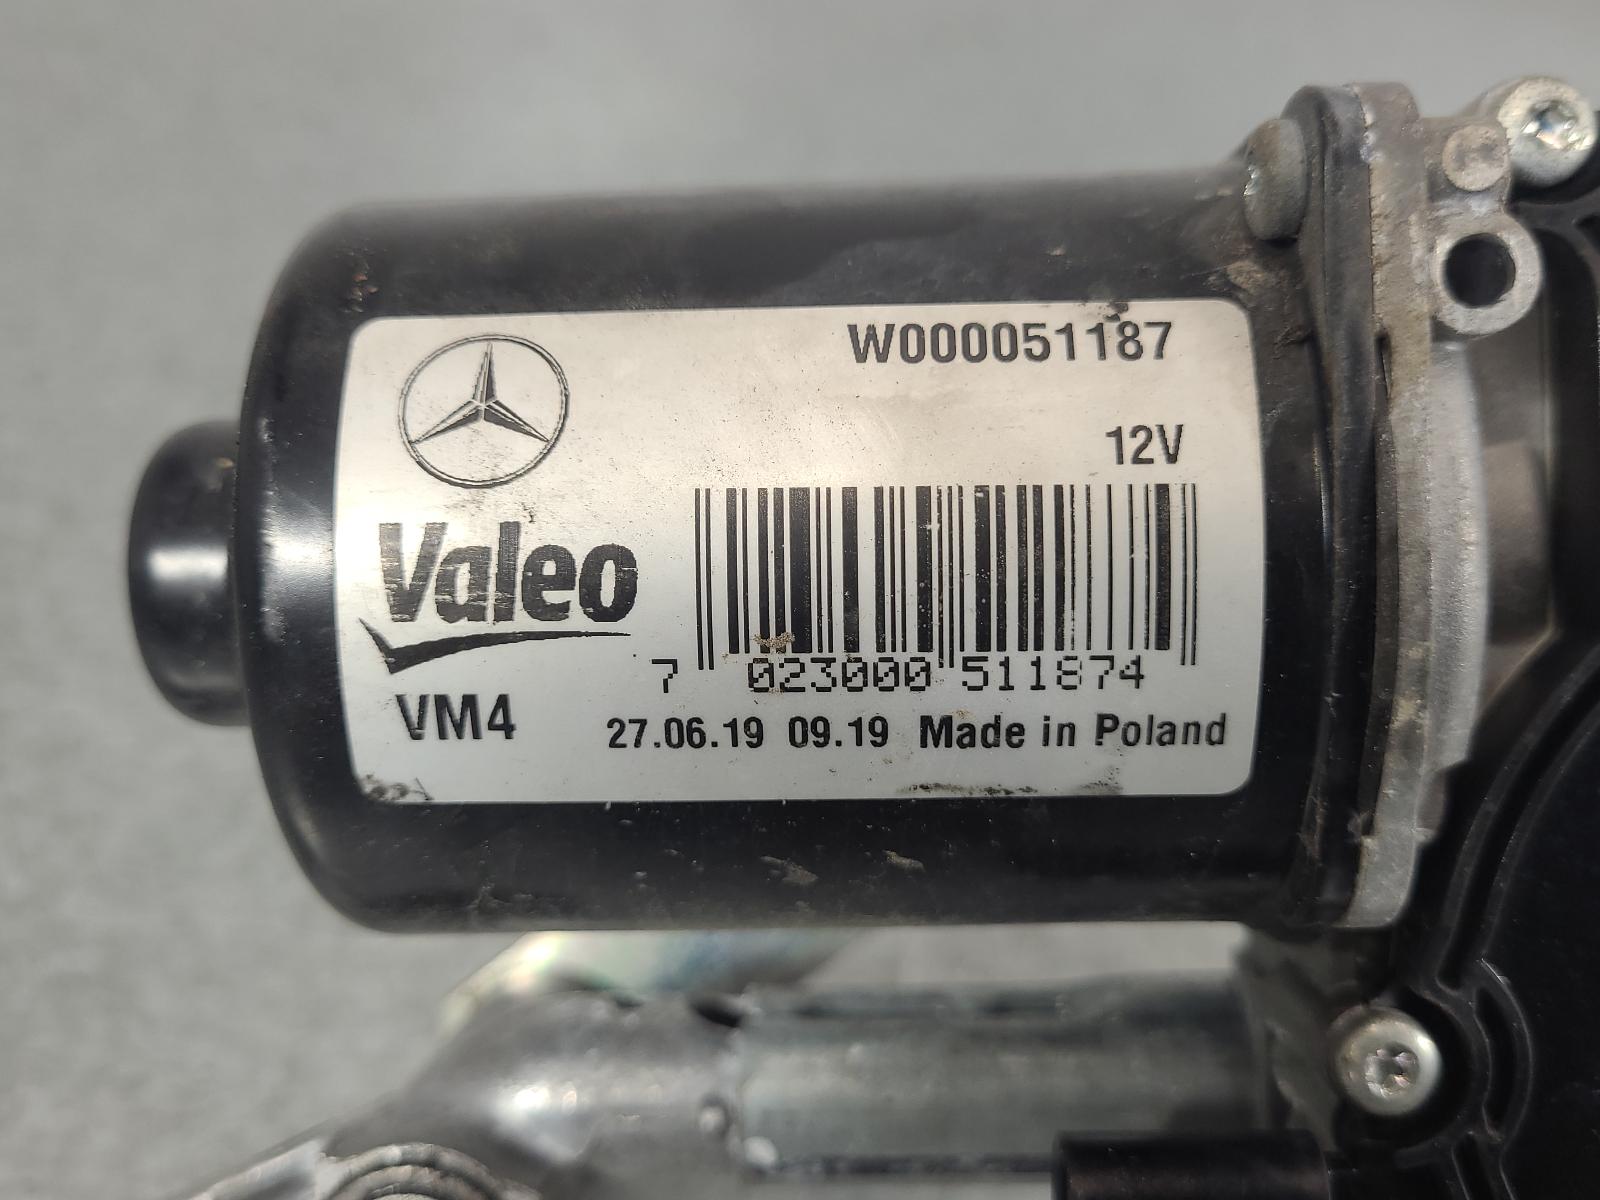 W000051187
12V
Valeo
7 023000 511874
VM4 27.06.19 09.19 Made in Poland